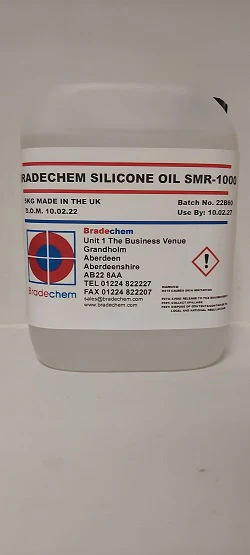 RADECHEM SILICONE OIL SMR-1000
5KG MADE IN THE UK
Batch No. 22B60
D.O.M. 10.02.22
Use By: 10.02.27
Bradechem
Unit 1 The Business Venue
Grandholm
Aberdeen
Aberdeenshire
AB22 8AA
TEL 01224 822227
FAX 01224 822207
sales@bradechem.com
www.bradechem.com
Bradechem